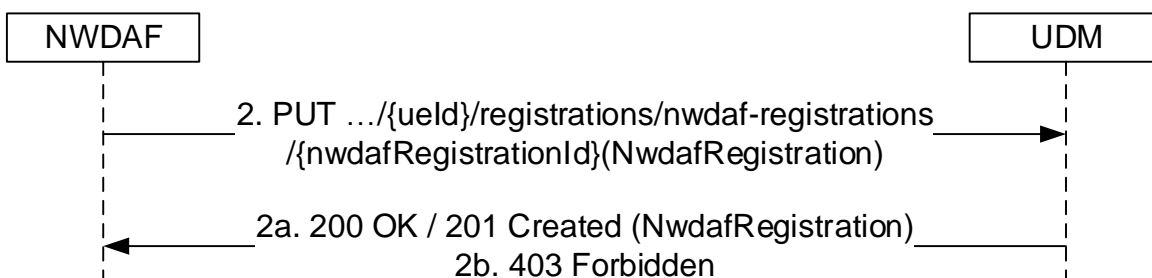 NWDAF
UDM
2. PUT …/{ueId}/registrations/nwdaf-registrations
/{nwdafRegistrationId}(NwdafRegistration)
2a. 200 OK / 201 Created (NwdafRegistration)
2b. 403 Forbidden